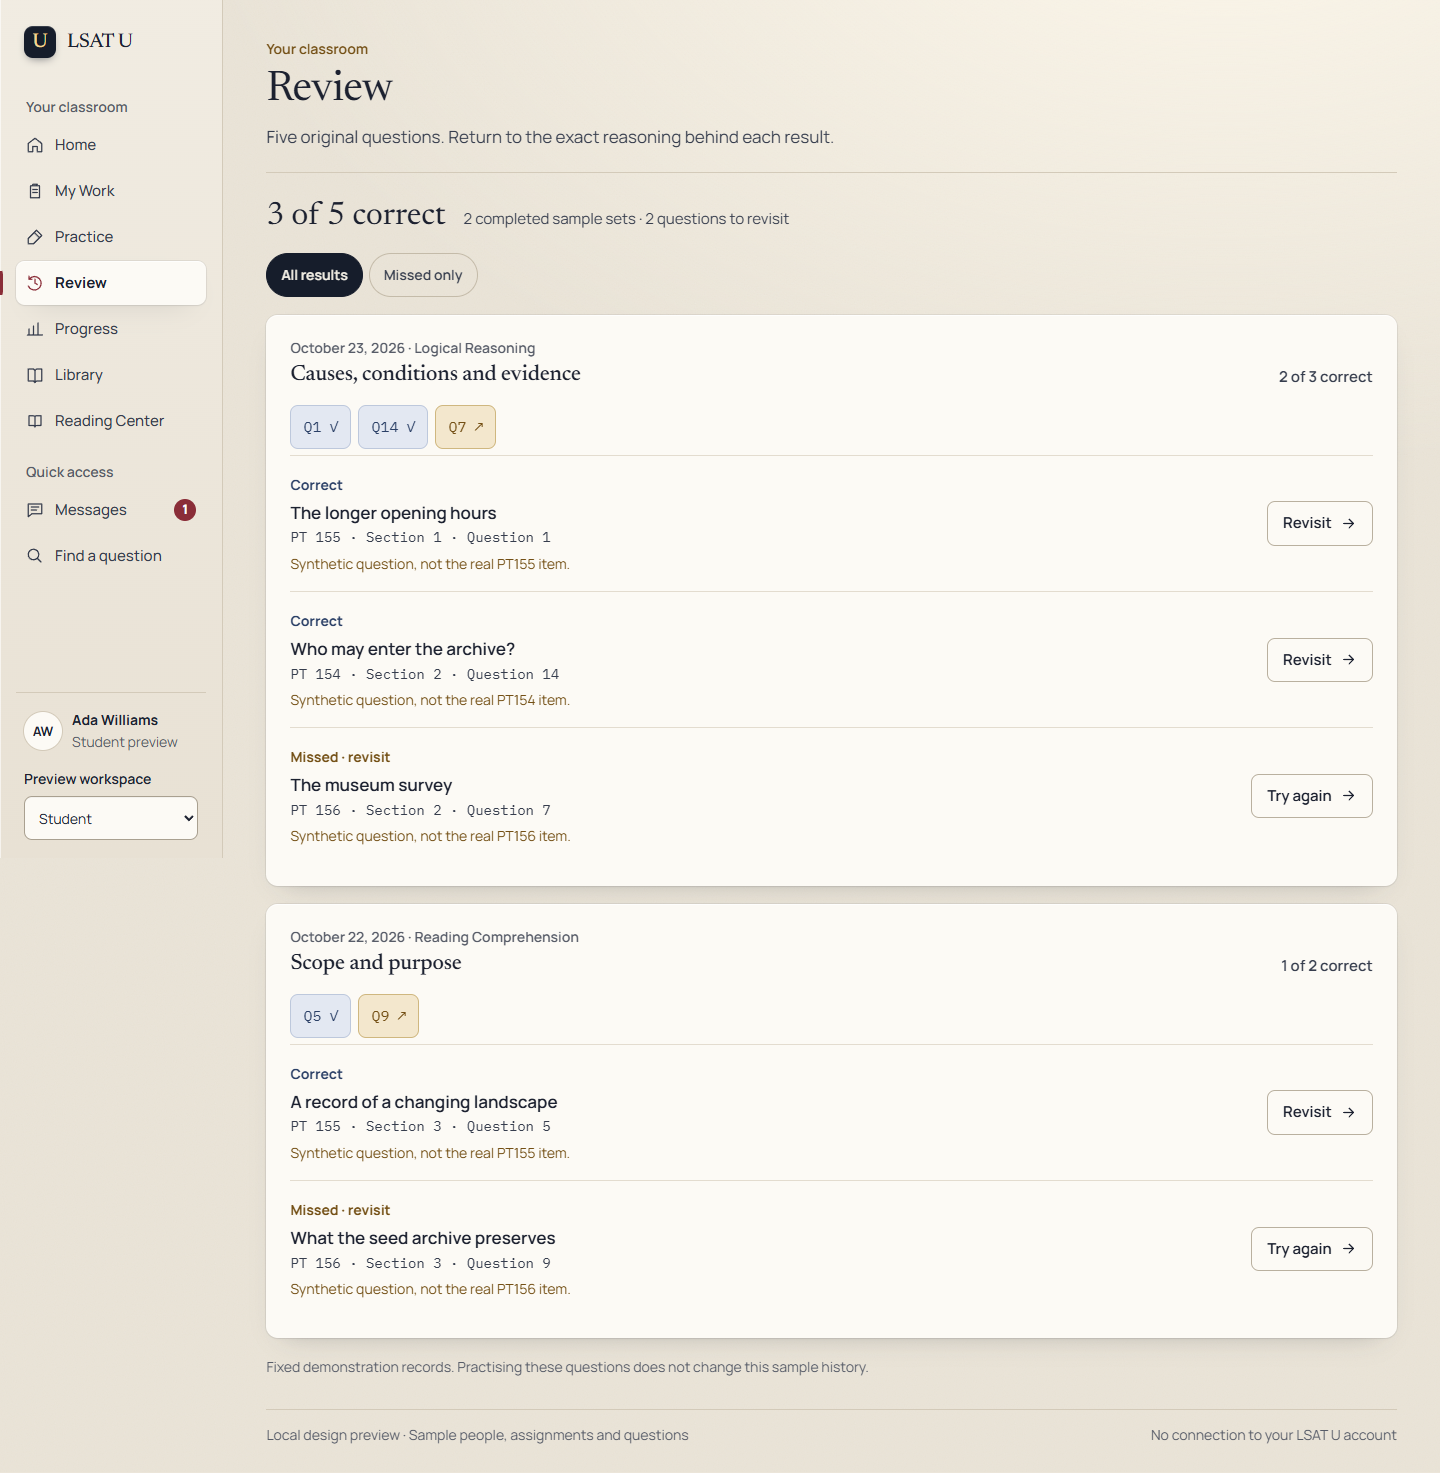 U LSAT U
Your classroom
Home
My Work
Practice
Review
Progress
Library
Reading Center
Quick access
Messages 1
Find a question
AW
Ada Williams
Student preview
Preview workspace
Student
Your classroom
Review
Five original questions. Return to the exact reasoning behind each result.
3 of 5 correct 2 completed sample sets · 2 questions to revisit
All results Missed only
October 23, 2026 · Logical Reasoning
Causes, conditions and evidence
2 of 3 correct
Q1 √ Q14 √ Q7 ↗
Correct
The longer opening hours
PT 155 · Section 1 · Question 1
Synthetic question, not the real PT155 item.
Revisit →
Correct
Who may enter the archive?
PT 154 · Section 2 · Question 14
Synthetic question, not the real PT154 item.
Revisit →
Missed · revisit
The museum survey
PT 156 · Section 2 · Question 7
Synthetic question, not the real PT156 item.
Try again →
October 22, 2026 · Reading Comprehension
Scope and purpose
1 of 2 correct
Q5 √ Q9 ↗
Correct
A record of a changing landscape
PT 155 · Section 3 · Question 5
Synthetic question, not the real PT155 item.
Revisit →
Missed · revisit
What the seed archive preserves
PT 156 · Section 3 · Question 9
Synthetic question, not the real PT156 item.
Try again →
Fixed demonstration records. Practising these questions does not change this sample history.
Local design preview · Sample people, assignments and questions
No connection to your LSAT U account